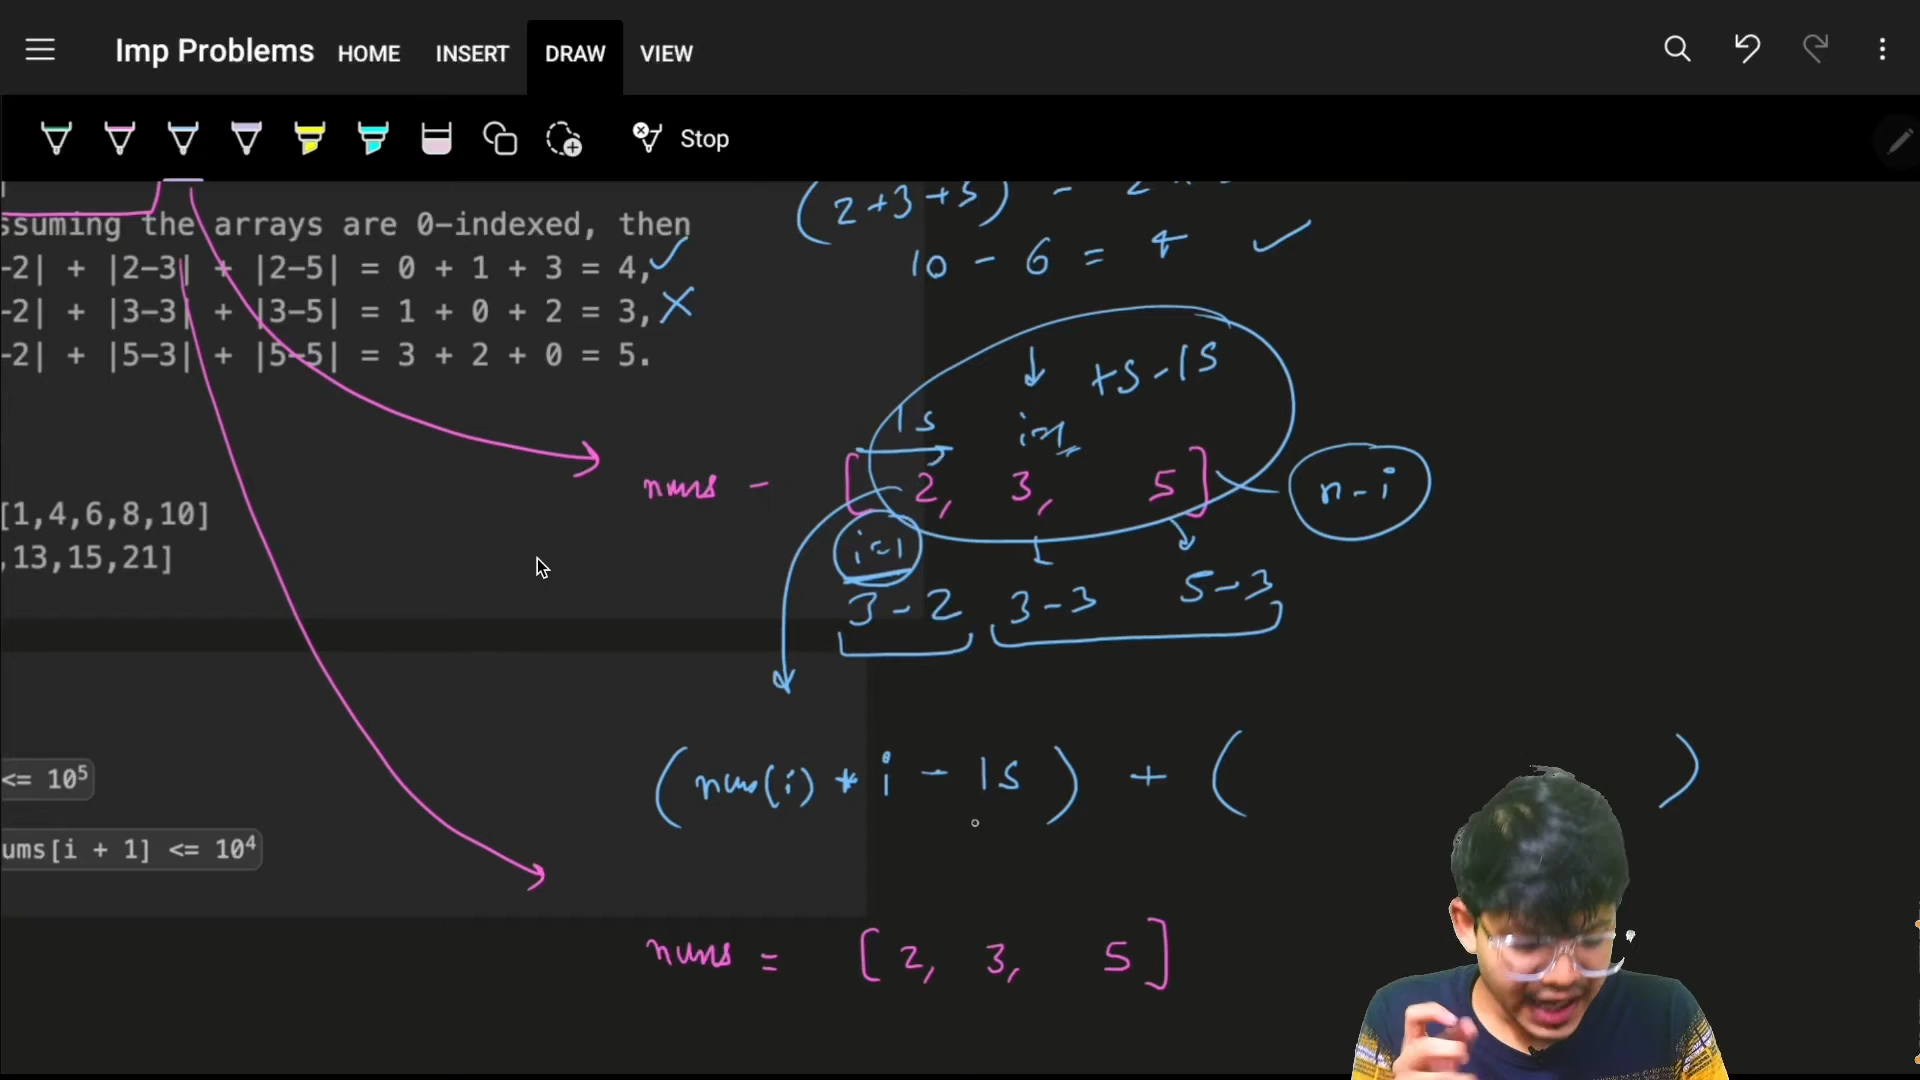 Imp Problems HOME INSERT DRAW VIEW
Stop
(2+3+5) -
ssuming the arrays are 0-indexed, then
10 - 6 = 4 ✓
-2| + |2-3| + |2-5| = 0 + 1 + 3 = 4, ✓
-2| + |3-3| + |3-5| = 1 + 0 + 2 = 3, X
-2| + |5-3| + |5-5| = 3 + 2 + 0 = 5.
+S-lS
lS
i=1
nums - [2, 3, 5]
n-i
[1,4,6,8,10]
,13,15,21]
i=1
3-2 3-3 5-3
(nums(i) * i - lS) + ( )
<= 10⁵
ums[i + 1] <= 10⁴
nums = [2, 3, 5]